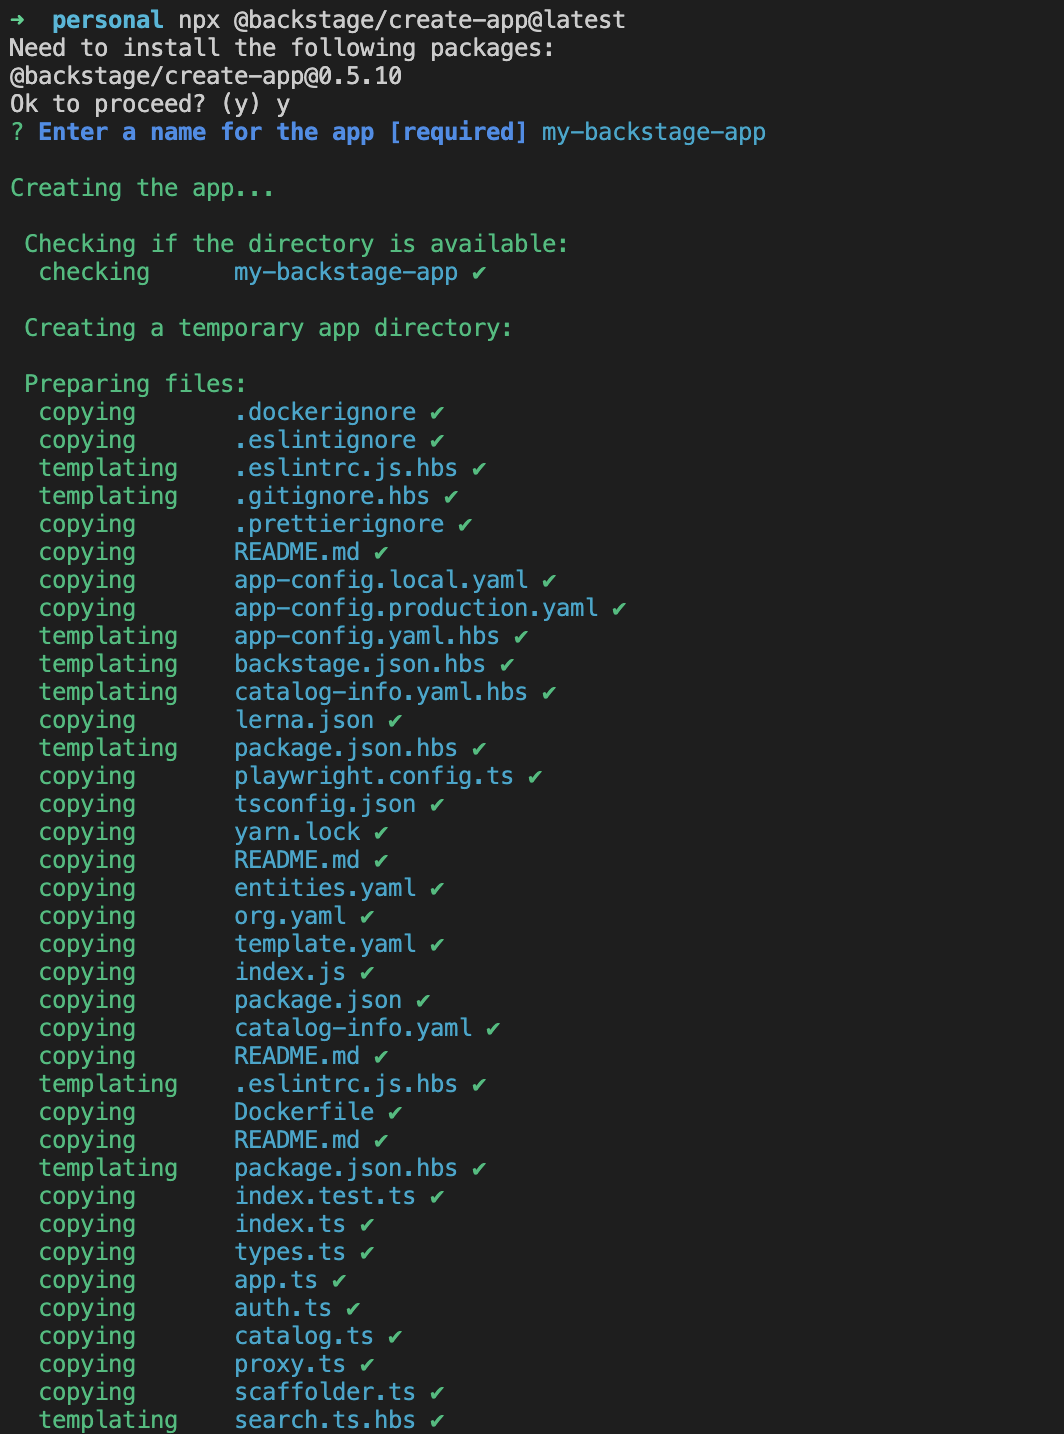 ➜  personal npx @backstage/create-app@latest
Need to install the following packages:
@backstage/create-app@0.5.10
Ok to proceed? (y) y
? Enter a name for the app [required] my-backstage-app
Creating the app...
Checking if the directory is available:
checking      my-backstage-app ✔
Creating a temporary app directory:
Preparing files:
copying       .dockerignore ✔
copying       .eslintignore ✔
templating    .eslintrc.js.hbs ✔
templating    .gitignore.hbs ✔
copying       .prettierignore ✔
copying       README.md ✔
copying       app-config.local.yaml ✔
copying       app-config.production.yaml ✔
templating    app-config.yaml.hbs ✔
templating    backstage.json.hbs ✔
templating    catalog-info.yaml.hbs ✔
copying       lerna.json ✔
templating    package.json.hbs ✔
copying       playwright.config.ts ✔
copying       tsconfig.json ✔
copying       yarn.lock ✔
copying       README.md ✔
copying       entities.yaml ✔
copying       org.yaml ✔
copying       template.yaml ✔
copying       index.js ✔
copying       package.json ✔
copying       catalog-info.yaml ✔
copying       README.md ✔
templating    .eslintrc.js.hbs ✔
copying       Dockerfile ✔
copying       README.md ✔
templating    package.json.hbs ✔
copying       index.test.ts ✔
copying       index.ts ✔
copying       types.ts ✔
copying       app.ts ✔
copying       auth.ts ✔
copying       catalog.ts ✔
copying       proxy.ts ✔
copying       scaffolder.ts ✔
templating    search.ts.hbs ✔